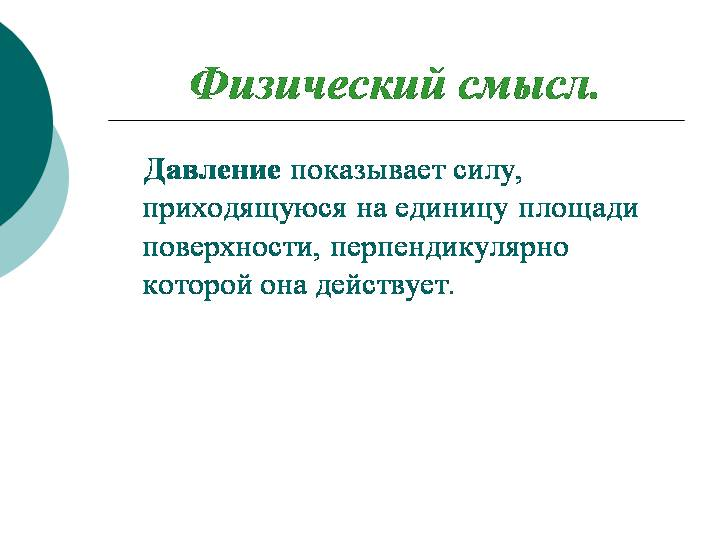 Физический смысл.
Давление показывает силу,
приходящуюся на единицу площади
поверхности, перпендикулярно
которой она действует.